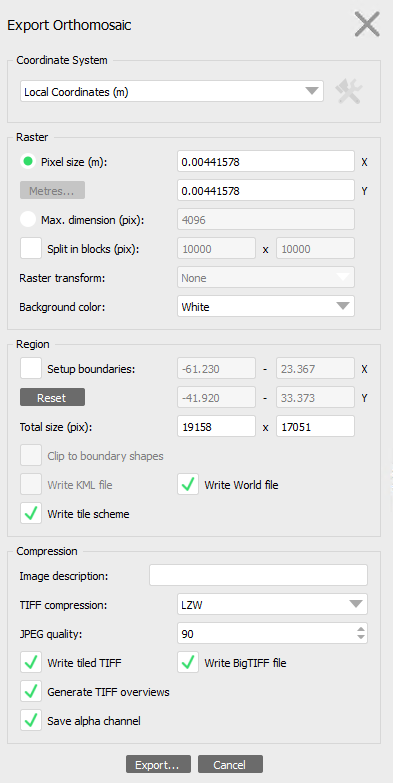 Export Orthomosaic
Coordinate System
Local Coordinates (m)
Raster
Pixel size (m): 0.00441578 X
Metres... 0.00441578 Y
Max. dimension (pix): 4096
Split in blocks (pix): 10000 x 10000
Raster transform: None
Background color: White
Region
Setup boundaries: -61.230 - 23.367 X
Reset -41.920 - 33.373 Y
Total size (pix): 19158 x 17051
Clip to boundary shapes
Write KML file Write World file
Write tile scheme
Compression
Image description:
TIFF compression: LZW
JPEG quality: 90
Write tiled TIFF Write BigTIFF file
Generate TIFF overviews
Save alpha channel
Export... Cancel